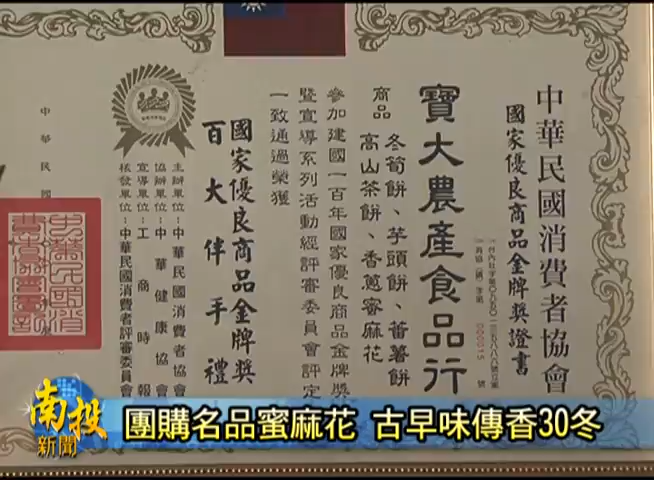 中華民國消費者協會
國家優良商品金牌獎證書
000015 號
寶大農產食品行
商品
冬筍餅、芋頭餅、蕃薯餅
高山茶餅、香蔥蜜麻花
參加建國一百年國家優良商品金牌獎
暨宣導系列活動經評審委員會評定
一致通過榮獲
國家優良商品金牌獎
百大伴手禮
主辦單位:中華民國消費者協會
協辦單位:中華健康協會
宣導單位:工商時報
核發單位:中華民國消費者評審委員會
中華民國
南投
新聞
團購名品蜜麻花 古早味傳香30冬